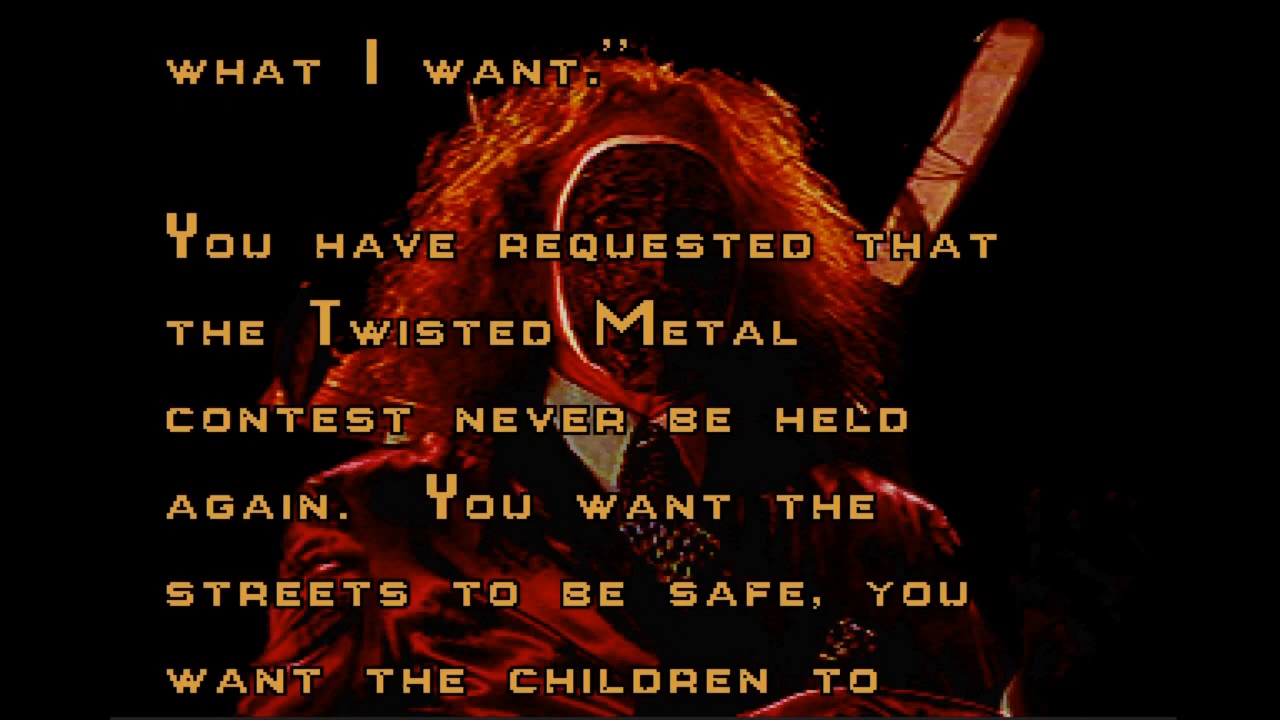 what I want."
You have requested that
the Twisted Metal
contest never be held
again. You want the
streets to be safe, you
want the children to